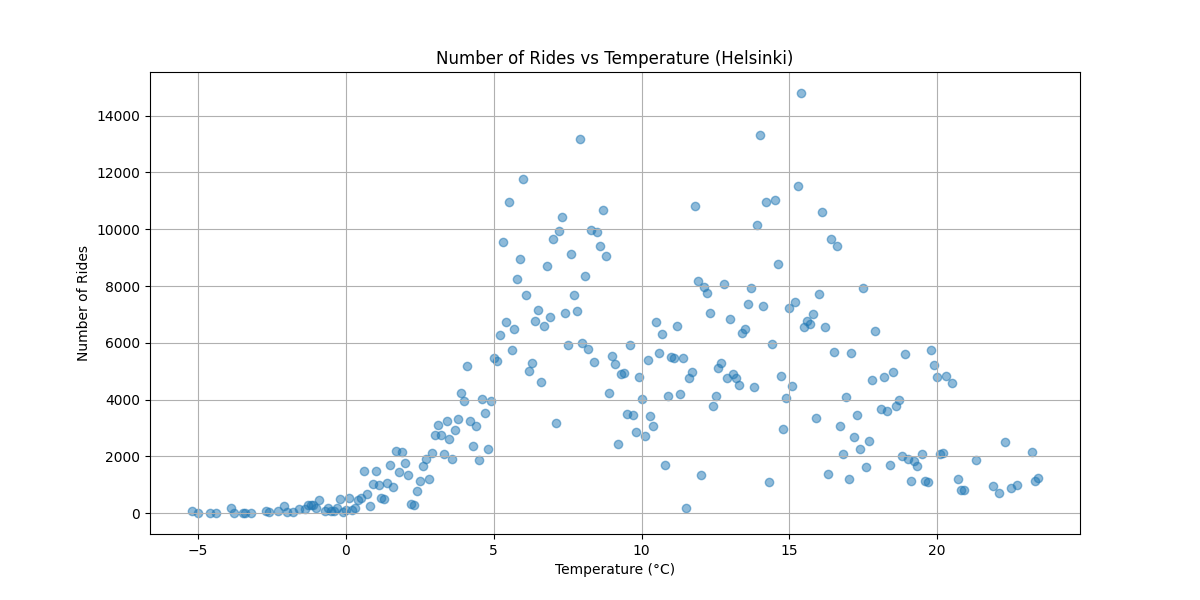 Number of Rides vs Temperature (Helsinki)
14000
12000
10000
8000
6000
4000
2000
0
Number of Rides
−5 0 5 10 15 20
Temperature (°C)